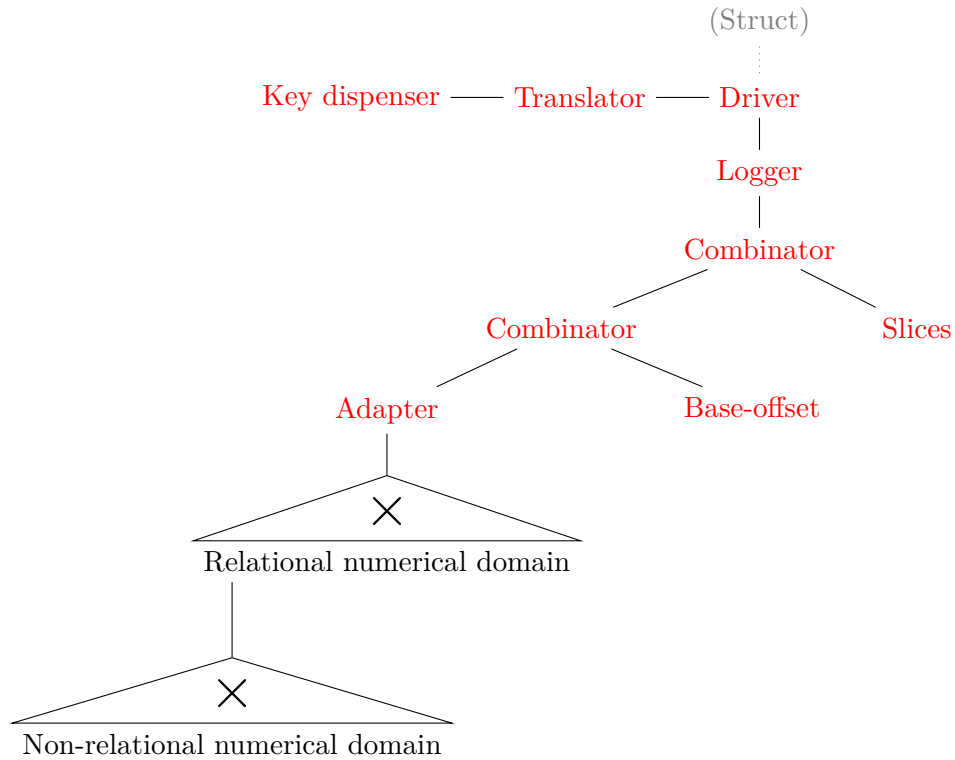 (Struct)
Key dispenser Translator Driver
Logger
Combinator
Combinator Slices
Adapter Base-offset
Relational numerical domain
Non-relational numerical domain